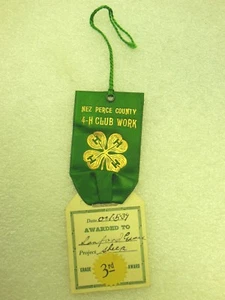 NEZ PERCE COUNTY
4-H CLUB WORK
H H
H H
Date
AWARDED TO
Project
GRADE 3rd AWARD